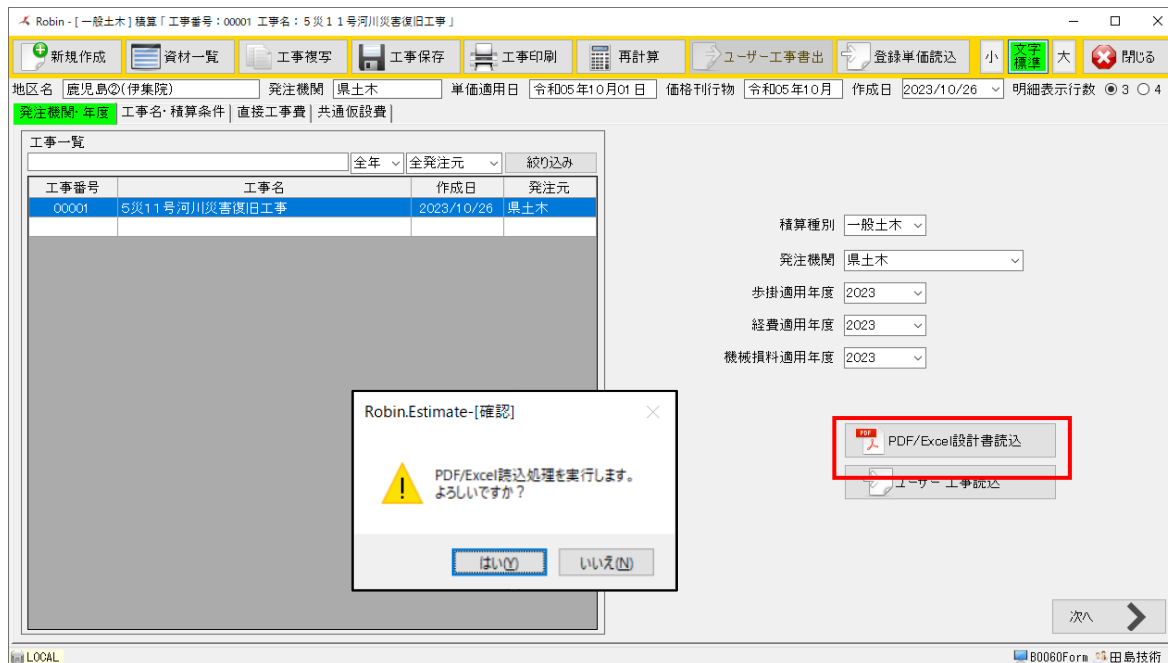 Robin - [ 一般土木 ] 積算「 工事番号：00001 工事名：５災１１号河川災害復旧工事 」
新規作成 資材一覧 工事複写 工事保存 工事印刷 再計算 ユーザー工事書出 登録単価読込 小 文字標準 大 閉じる
地区名 鹿児島②(伊集院) 発注機関 県土木 単価適用日 令和05年10月01日 価格刊行物 令和05年10月 作成日 2023/10/26 明細表示行数 3 4
発注機関･年度 工事名･積算条件 直接工事費 共通仮設費
工事一覧
全年 全発注元 絞り込み
工事番号 工事名 作成日 発注元
00001 5災11号河川災害復旧工事 2023/10/26 県土木
積算種別 一般土木
発注機関 県土木
歩掛適用年度 2023
経費適用年度 2023
機械損料適用年度 2023
Robin.Estimate-[確認]
PDF/Excel読込処理を実行します。
よろしいですか？
はい(Y) いいえ(N)
PDF PDF/Excel設計書読込
ユーザー工事読込
次へ
LOCAL B0060Form 田島技術